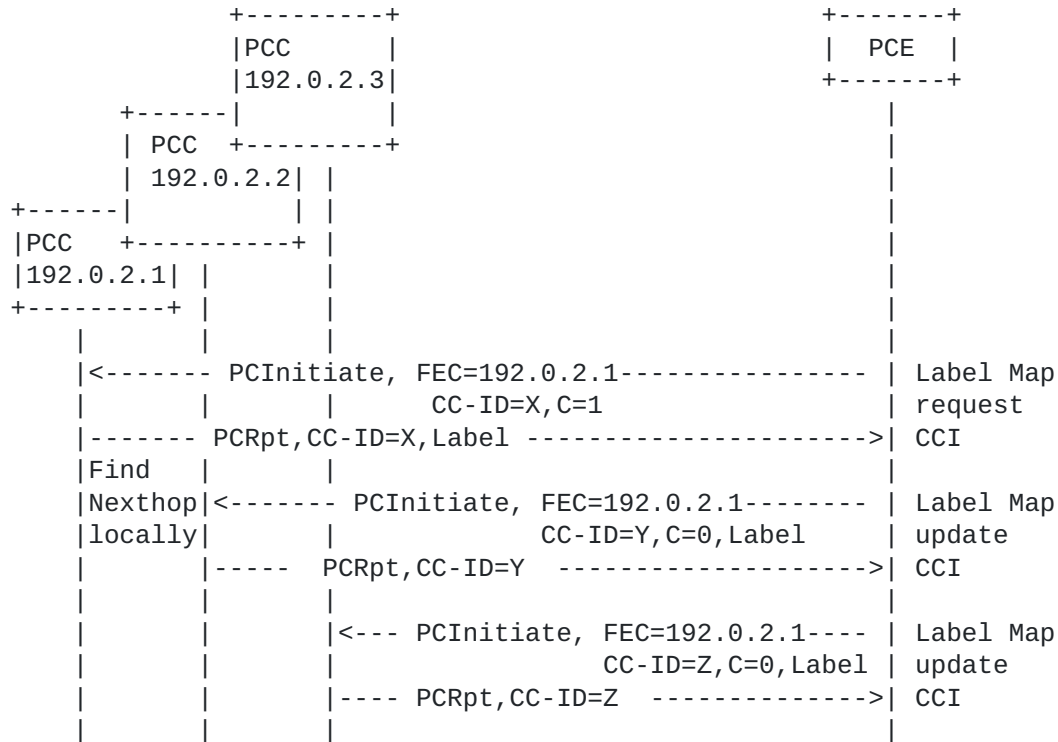 +---------+                           +-------+
                 |PCC      |                           |  PCE  |
                 |192.0.2.3|                           +-------+
          +------|         |                               |
          | PCC  +---------+                               |
          | 192.0.2.2| |                                   |
   +------|          | |                                   |
   |PCC   +----------+ |                                   |
   |192.0.2.1| |       |                                   |
   +---------+ |       |                                   |
       |       |       |                                   |
       |<------- PCInitiate, FEC=192.0.2.1---------------- | Label Map
       |       |       |      CC-ID=X,C=1                  | request
       |------- PCRpt,CC-ID=X,Label ---------------------->| CCI
       |Find   |       |                                   |
       |Nexthop|<------- PCInitiate, FEC=192.0.2.1-------- | Label Map
       |locally|       |             CC-ID=Y,C=0,Label     | update
       |       |-----  PCRpt,CC-ID=Y  -------------------->| CCI
       |       |       |                                   |
       |       |       |<--- PCInitiate, FEC=192.0.2.1---- | Label Map
       |       |       |                 CC-ID=Z,C=0,Label | update
       |       |       |---- PCRpt,CC-ID=Z  -------------->| CCI
       |       |       |                                   |